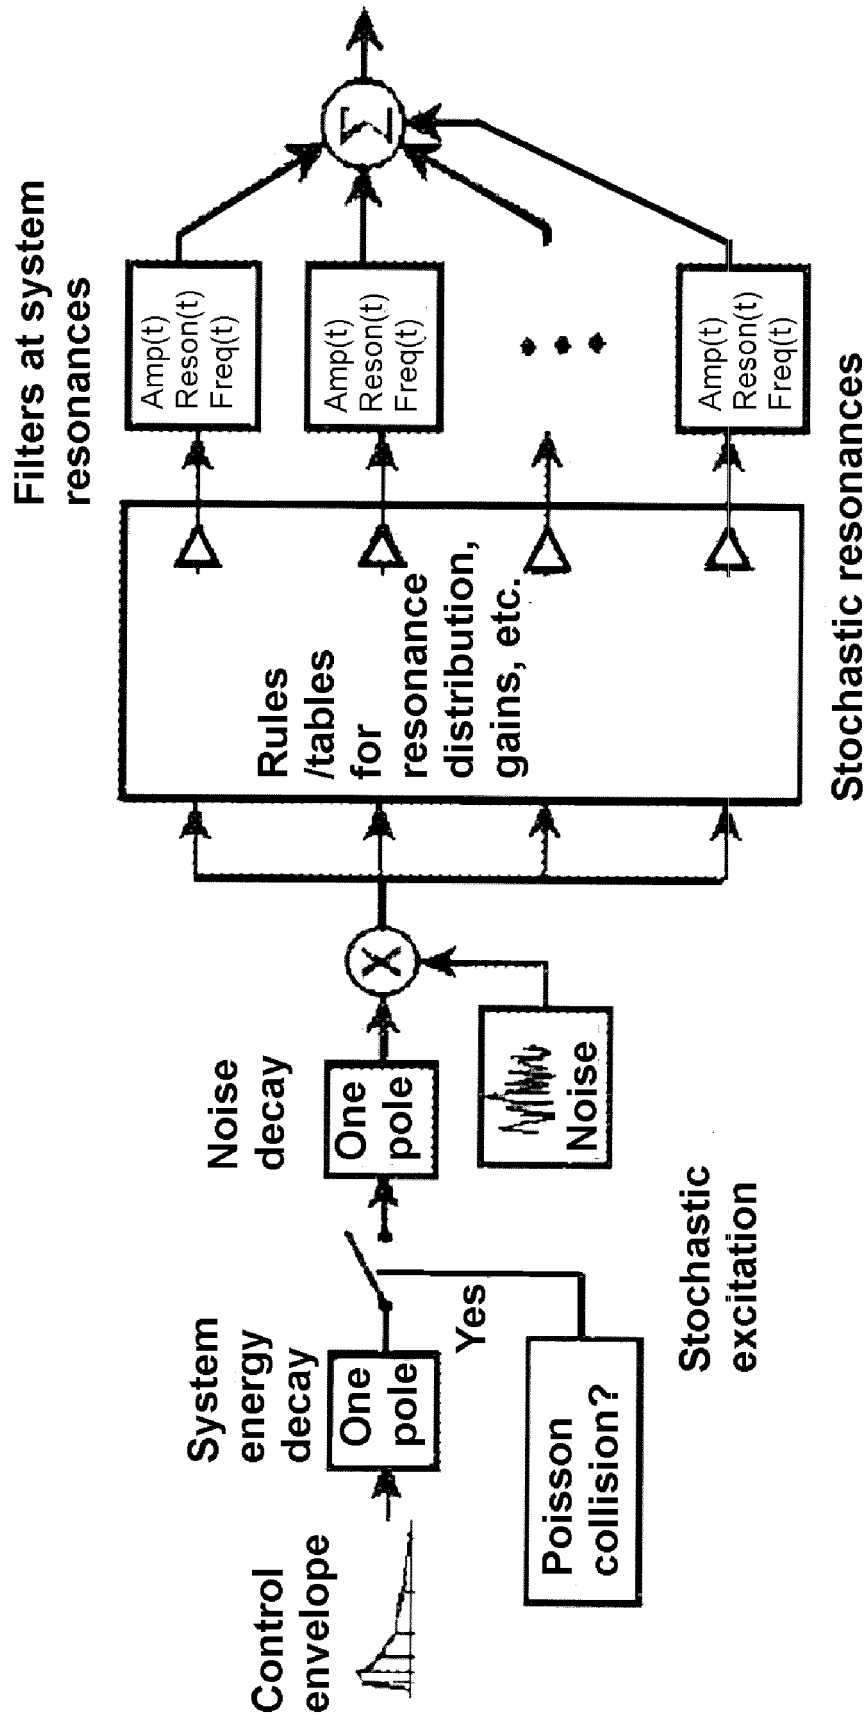 Control
envelope
System
energy
decay
One
pole
Poisson
collision?
Yes
Stochastic
excitation
Noise
decay
One
pole
X
Noise
Rules
/tables
for
resonance
distribution,
gains, etc.
Stochastic resonances
Filters at system
resonances
Amp(t)
Reson(t)
Freq(t)
Amp(t)
Reson(t)
Freq(t)
Amp(t)
Reson(t)
Freq(t)
Σ